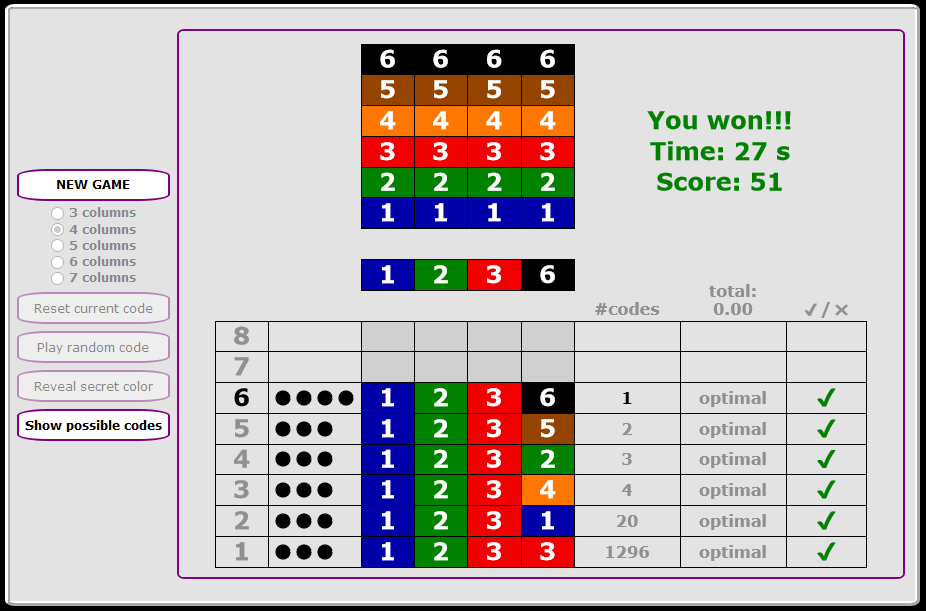 6 6 6 6
5 5 5 5
4 4 4 4
3 3 3 3
2 2 2 2
1 1 1 1
You won!!!
Time: 27 s
Score: 51
NEW GAME
3 columns
4 columns
5 columns
6 columns
7 columns
Reset current code
Play random code
Reveal secret color
Show possible codes
1 2 3 6
#codes total: 0.00 ✓/✕
8
7
6 1 2 3 6 1 optimal ✓
5 1 2 3 5 2 optimal ✓
4 1 2 3 2 3 optimal ✓
3 1 2 3 4 4 optimal ✓
2 1 2 3 1 20 optimal ✓
1 1 2 3 3 1296 optimal ✓